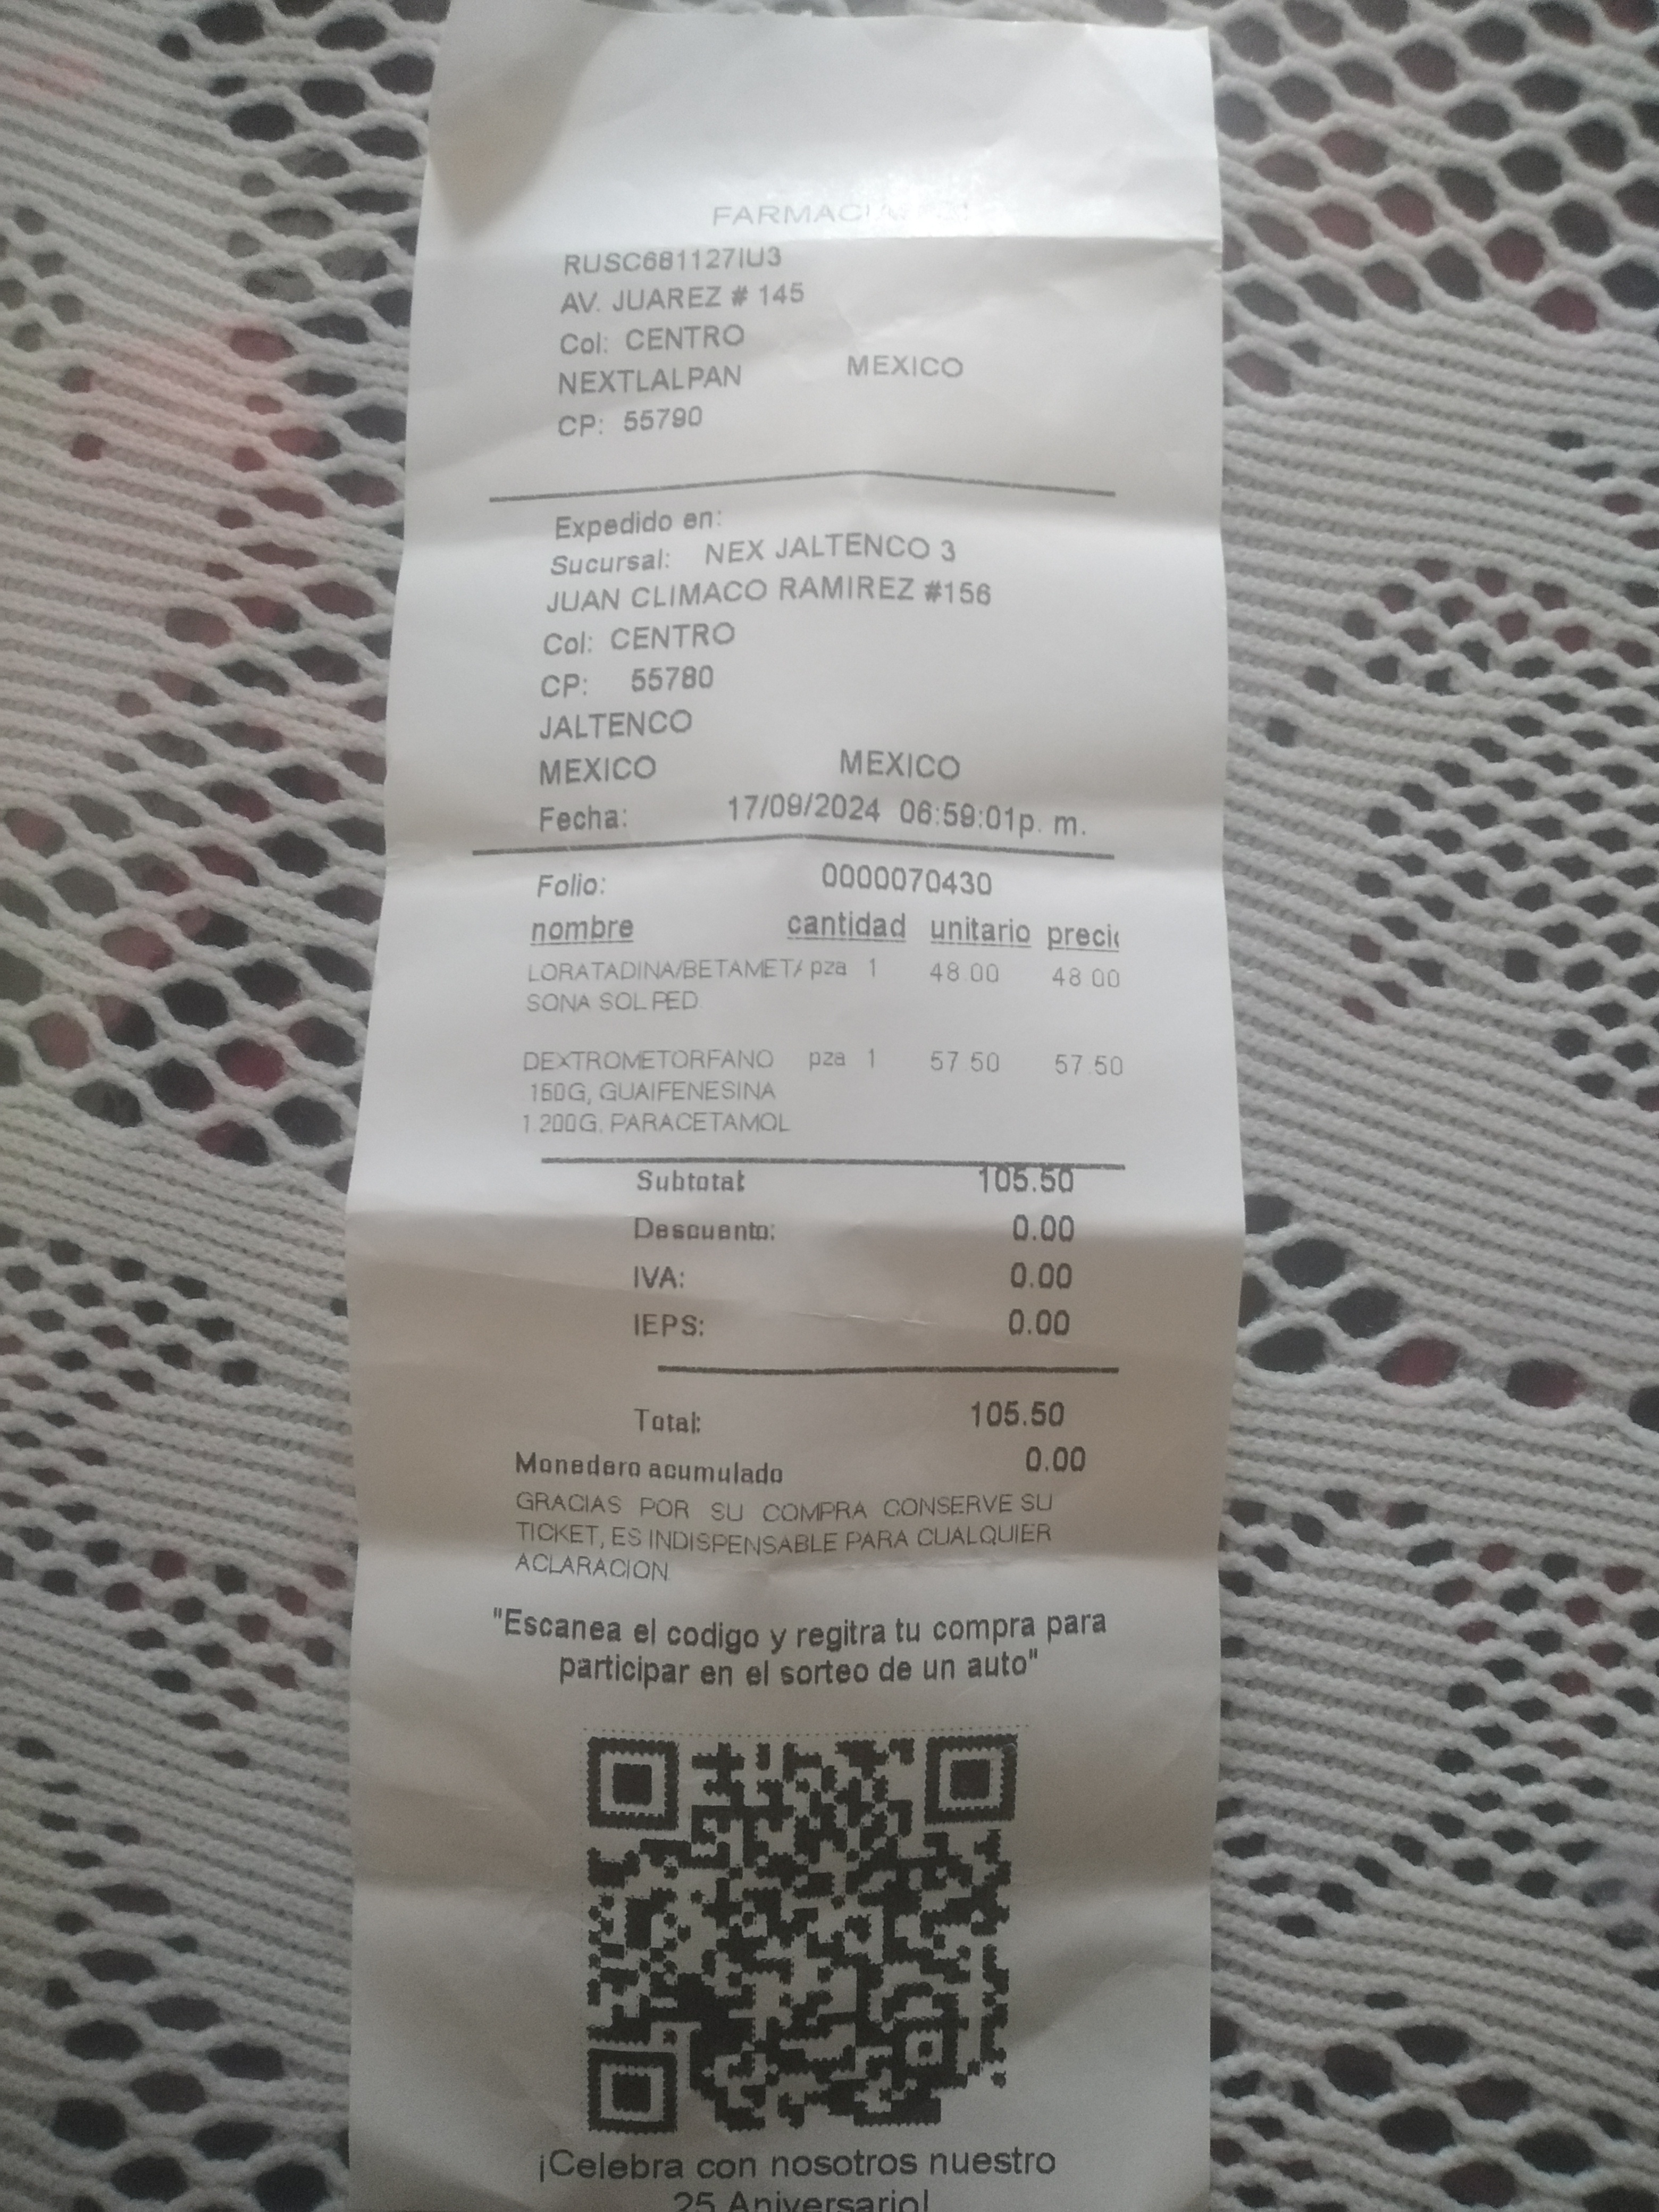 RUSC681127IU3
AV. JUAREZ # 145
Col: CENTRO
NEXTLALPAN MEXICO
CP: 55790
Expedido en:
Sucursal: NEX JALTENCO 3
JUAN CLIMACO RAMIREZ #156
Col: CENTRO
CP: 55780
JALTENCO
MEXICO MEXICO
Fecha: 17/09/2024 06:59:01p. m.
Folio: 0000070430
nombre cantidad unitario preci
LORATADINA/BETAMETA pza 1 48.00 48.00
SONA SOL PED
DEXTROMETORFANO pza 1 57.50 57.50
150G, GUAIFENESINA
1.200G, PARACETAMOL
Subtotal: 105.50
Descuento: 0.00
IVA: 0.00
IEPS: 0.00
Total: 105.50
Monedero acumulado 0.00
GRACIAS POR SU COMPRA CONSERVE SU
TICKET, ES INDISPENSABLE PARA CUALQUIER
ACLARACION
"Escanea el codigo y regitra tu compra para
participar en el sorteo de un auto"
¡Celebra con nosotros nuestro
25 Aniversario!